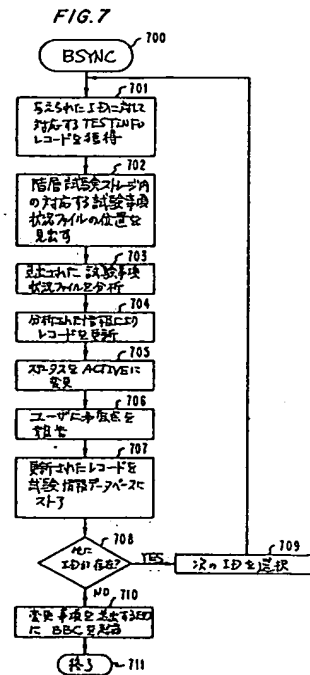 FIG.7
700
BSYNC
701
与えられたIDに対して
対応するTESTINFO
レコードを獲得
702
階層試験ストレージ内
の対応する試験事項
状況ファイルの位置を
見出す
703
見出された試験事項
状況ファイルを分析
704
分析された情報により
レコードを更新
705
ステータスをACTIVEに
変更
706
ユーザに矛盾点を
報告
707
更新されたレコードを
試験情報データベースに
ストア
708
他に
IDが存在?
YES
709
次のIDを選択
NO
710
変更事項を送出する
に BBCを
711
終了